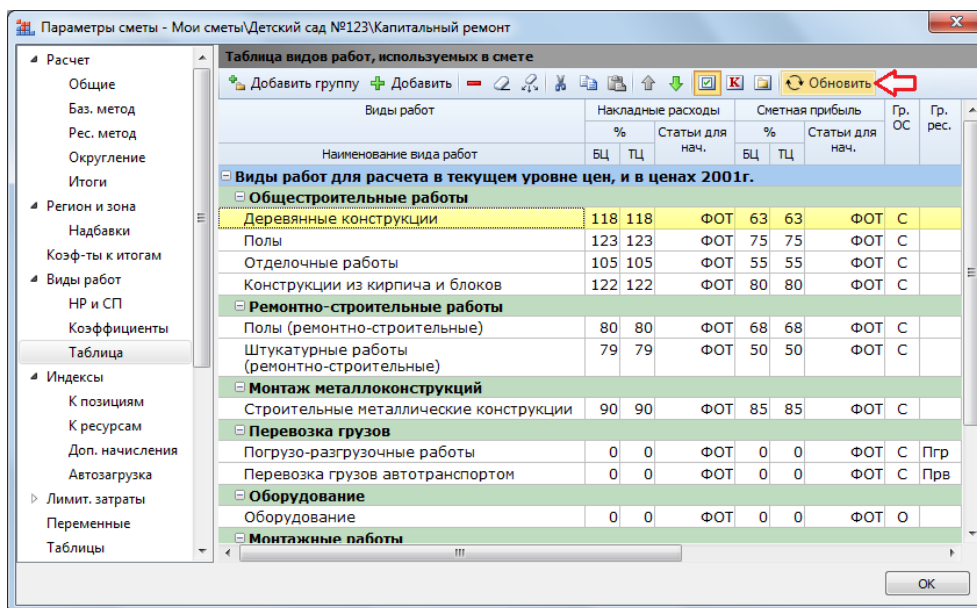 Параметры сметы - Мои сметы\Детский сад №123\Капитальный ремонт
Расчет
Общие
Баз. метод
Рес. метод
Округление
Итоги
Регион и зона
Надбавки
Коэф-ты к итогам
Виды работ
НР и СП
Коэффициенты
Таблица
Индексы
К позициям
К ресурсам
Доп. начисления
Автозагрузка
Лимит. затраты
Переменные
Таблицы
Таблица видов работ, используемых в смете
Добавить группу Добавить К Обновить
Виды работ Накладные расходы Сметная прибыль Гр. ОС Гр. рес.
% Статьи для нач. % Статьи для нач.
Наименование вида работ БЦ ТЦ БЦ ТЦ
Виды работ для расчета в текущем уровне цен, и в ценах 2001г.
Общестроительные работы
Деревянные конструкции 118 118 ФОТ 63 63 ФОТ С
Полы 123 123 ФОТ 75 75 ФОТ С
Отделочные работы 105 105 ФОТ 55 55 ФОТ С
Конструкции из кирпича и блоков 122 122 ФОТ 80 80 ФОТ С
Ремонтно-строительные работы
Полы (ремонтно-строительные) 80 80 ФОТ 68 68 ФОТ С
Штукатурные работы 79 79 ФОТ 50 50 ФОТ С
(ремонтно-строительные)
Монтаж металлоконструкций
Строительные металлические конструкции 90 90 ФОТ 85 85 ФОТ С
Перевозка грузов
Погрузо-разгрузочные работы 0 0 ФОТ 0 0 ФОТ С Пгр
Перевозка грузов автотранспортом 0 0 ФОТ 0 0 ФОТ С Прв
Оборудование
Оборудование 0 0 ФОТ 0 0 ФОТ О
Монтажные работы
ОК